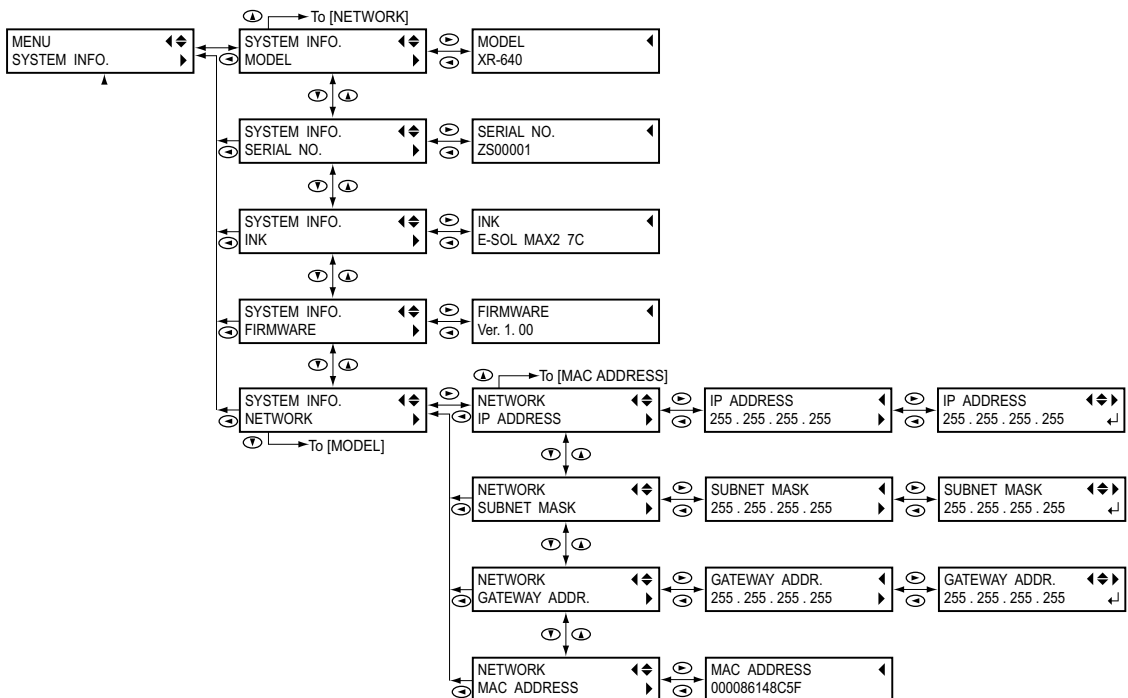 To [NETWORK]
MENU
SYSTEM INFO.
SYSTEM INFO.
MODEL
MODEL
XR-640
SYSTEM INFO.
SERIAL NO.
SERIAL NO.
ZS00001
SYSTEM INFO.
INK
INK
E-SOL MAX2 7C
SYSTEM INFO.
FIRMWARE
FIRMWARE
Ver. 1. 00
To [MAC ADDRESS]
SYSTEM INFO.
NETWORK
To [MODEL]
NETWORK
IP ADDRESS
IP ADDRESS
255 . 255 . 255 . 255
IP ADDRESS
255 . 255 . 255 . 255
NETWORK
SUBNET MASK
SUBNET MASK
255 . 255 . 255 . 255
SUBNET MASK
255 . 255 . 255 . 255
NETWORK
GATEWAY ADDR.
GATEWAY ADDR.
255 . 255 . 255 . 255
GATEWAY ADDR.
255 . 255 . 255 . 255
NETWORK
MAC ADDRESS
MAC ADDRESS
000086148C5F